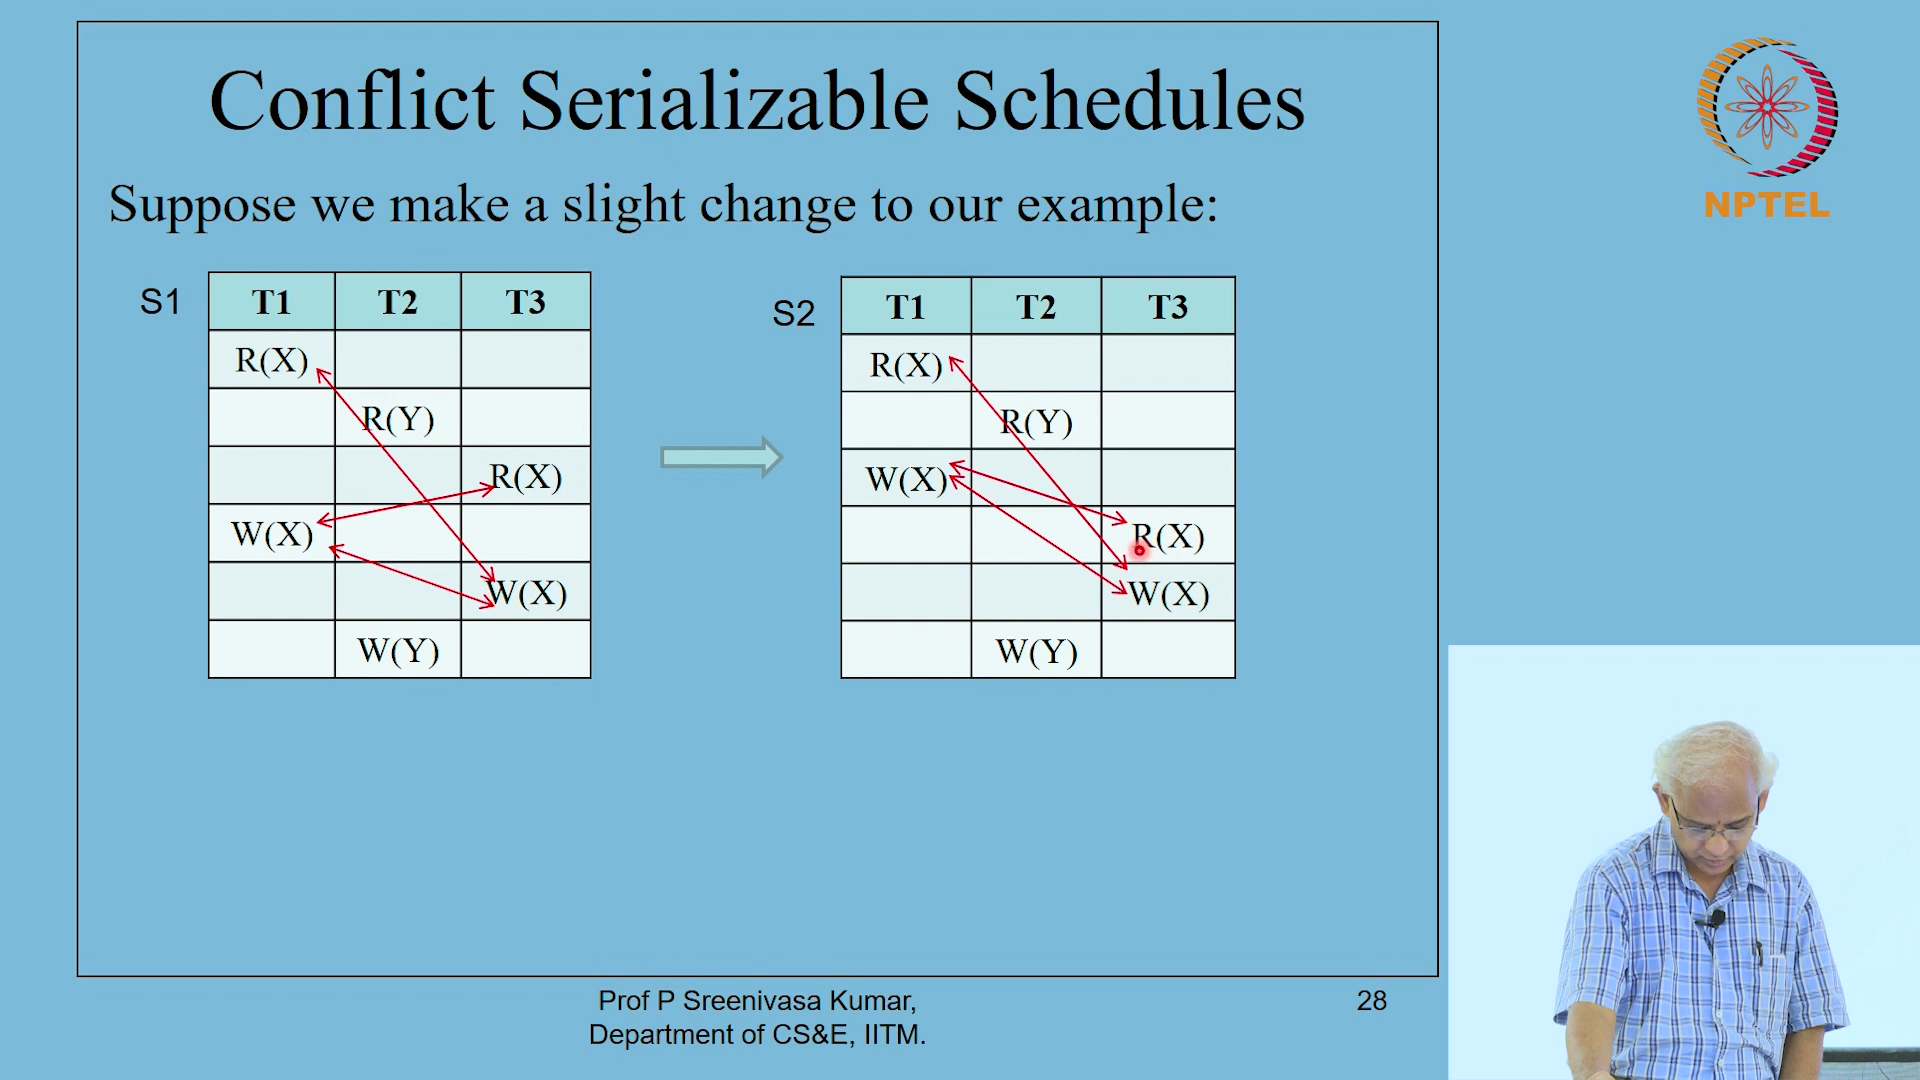 Conflict Serializable Schedules
NPTEL
Suppose we make a slight change to our example:
S1
T1 T2 T3
R(X)
R(Y)
R(X)
W(X)
W(X)
W(Y)
S2
T1 T2 T3
R(X)
R(Y)
W(X)
R(X)
W(X)
W(Y)
Prof P Sreenivasa Kumar,
Department of CS&E, IITM.
28